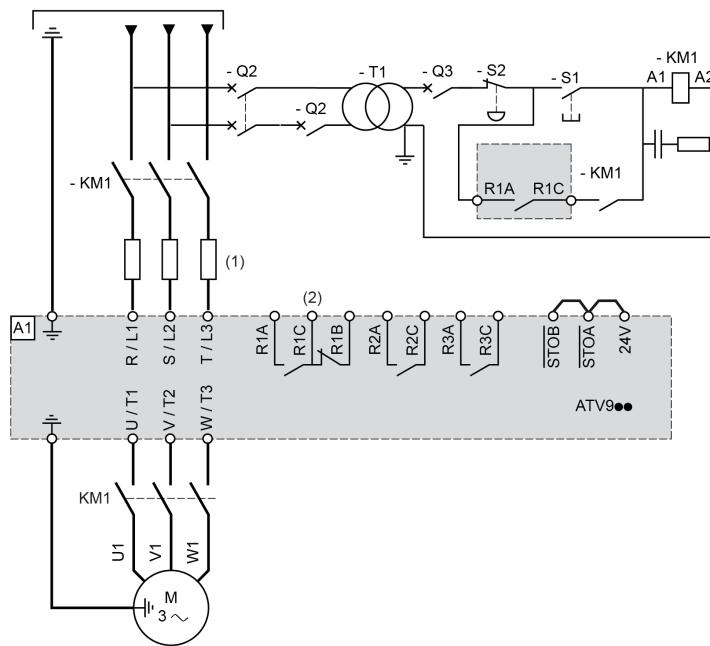 - Q2
- T1
- Q3
- S2
- S1
- KM1
A1
A2
- Q2
- KM1
R1A
R1C
- KM1
(1)
(2)
A1
R / L1
S / L2
T / L3
R1A
R1C
R1B
R2A
R2C
R3A
R3C
STOB
STOA
24V
U / T1
V / T2
W / T3
ATV9●●
KM1
U1
V1
W1
M
3 ~